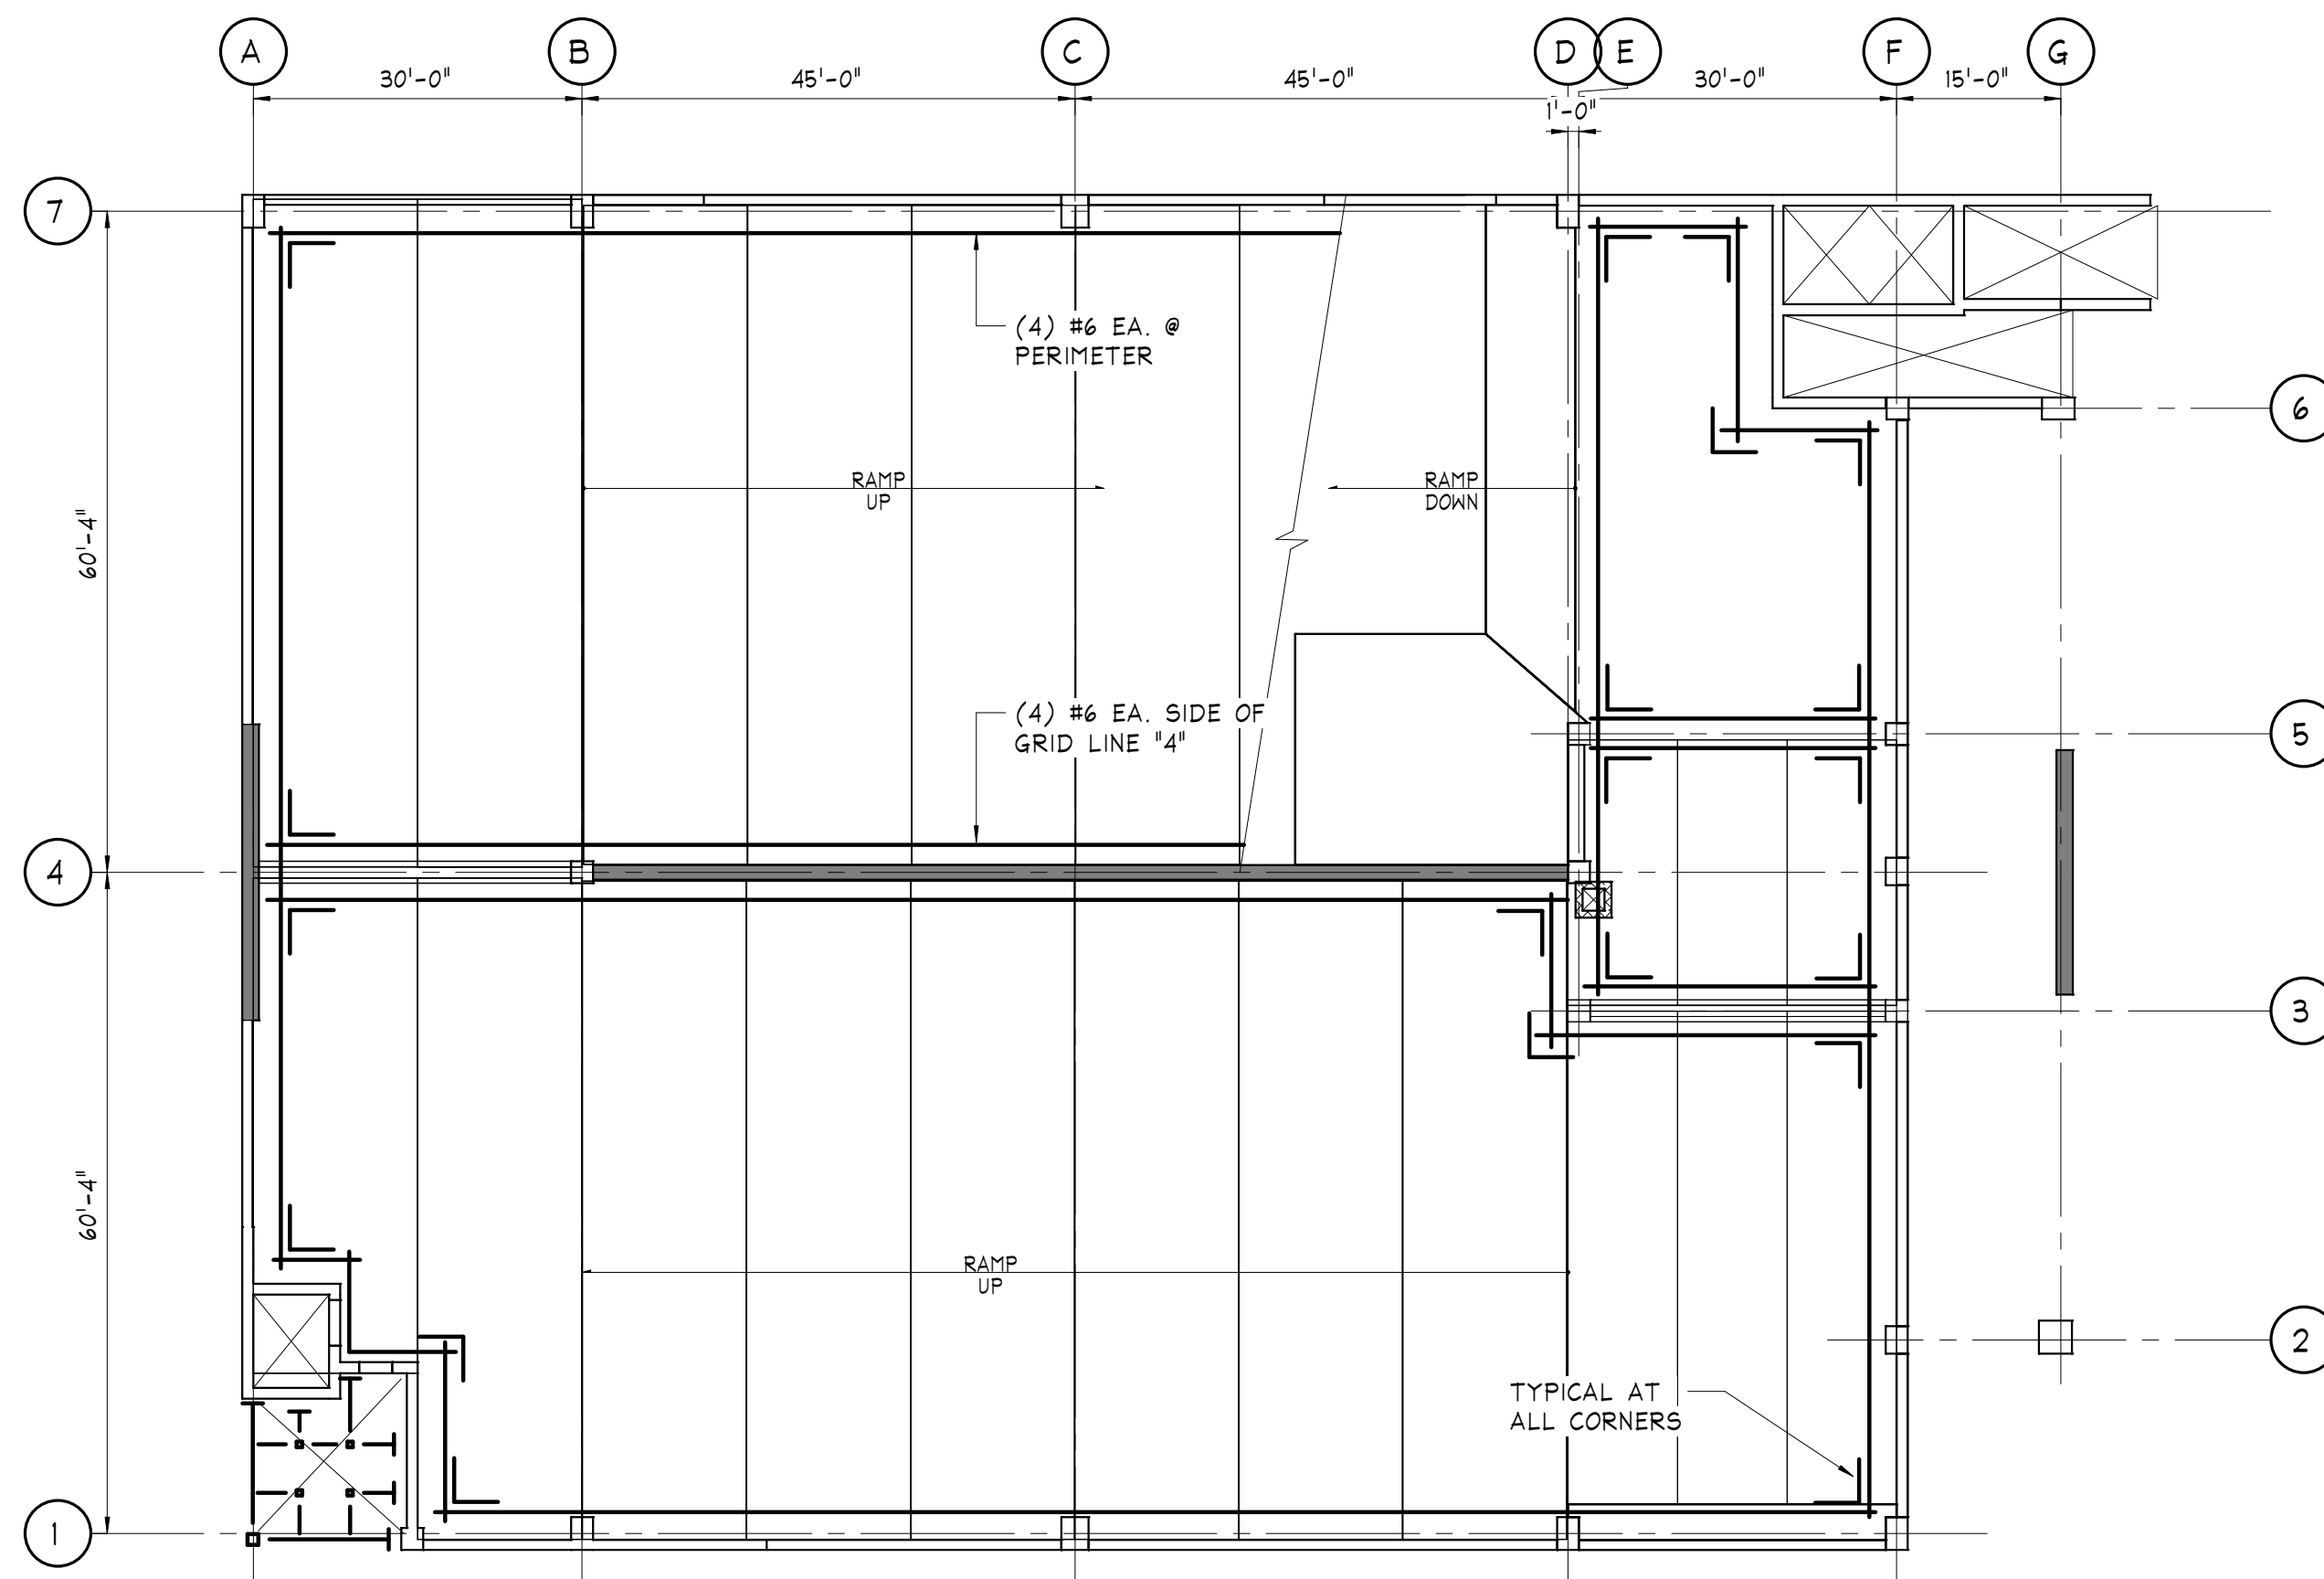 A B C D E F G
30'-0" 45'-0" 45'-0" 30'-0" 15'-0"
1'-0"
7
(4) #6 EA. @
PERIMETER
6
RAMP
UP
RAMP
DOWN
60'-4"
(4) #6 EA. SIDE OF
GRID LINE "4"
5
4
3
60'-4"
RAMP
UP
2
TYPICAL AT
ALL CORNERS
1